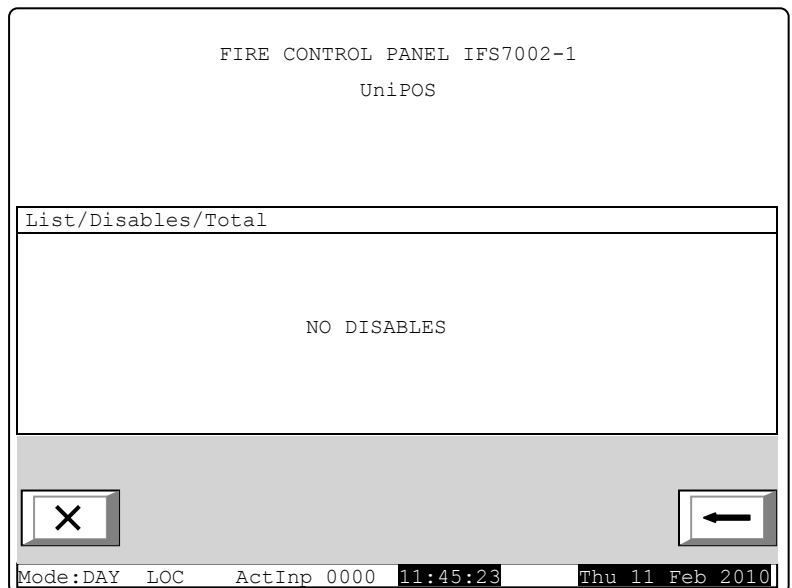 FIRE CONTROL PANEL IFS7002-1
UniPOS
List/Disables/Total
NO DISABLES
Mode:DAY LOC ActInp 0000 11:45:23 Thu 11 Feb 2010